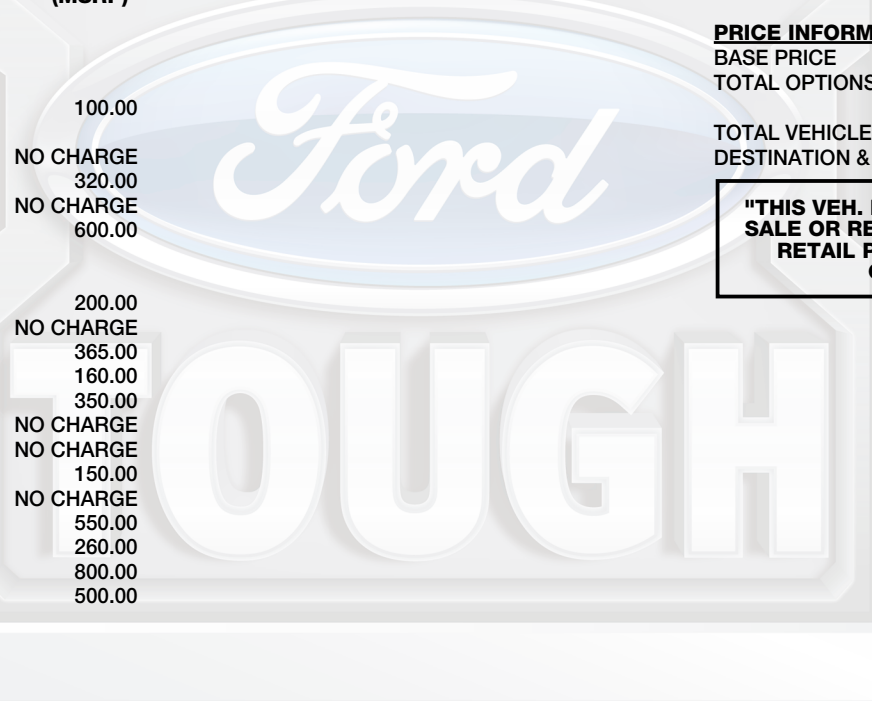 (MSRP)
100.00
NO CHARGE
320.00
NO CHARGE
600.00
200.00
NO CHARGE
365.00
160.00
350.00
NO CHARGE
NO CHARGE
150.00
NO CHARGE
550.00
260.00
800.00
500.00
Ford
TOUGH
PRICE INFORM
BASE PRICE
TOTAL OPTIONS
TOTAL VEHICLE
DESTINATION &
"THIS VEH.
SALE OR RE
RETAIL P